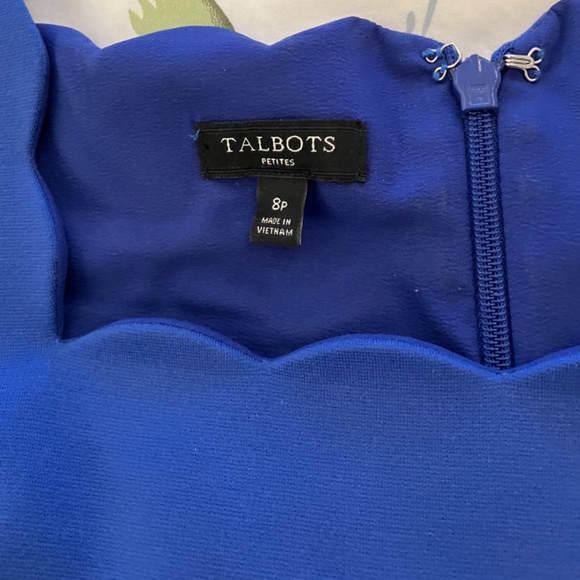 TALBOTS
PETITES
8P
MADE IN
VIETNAM